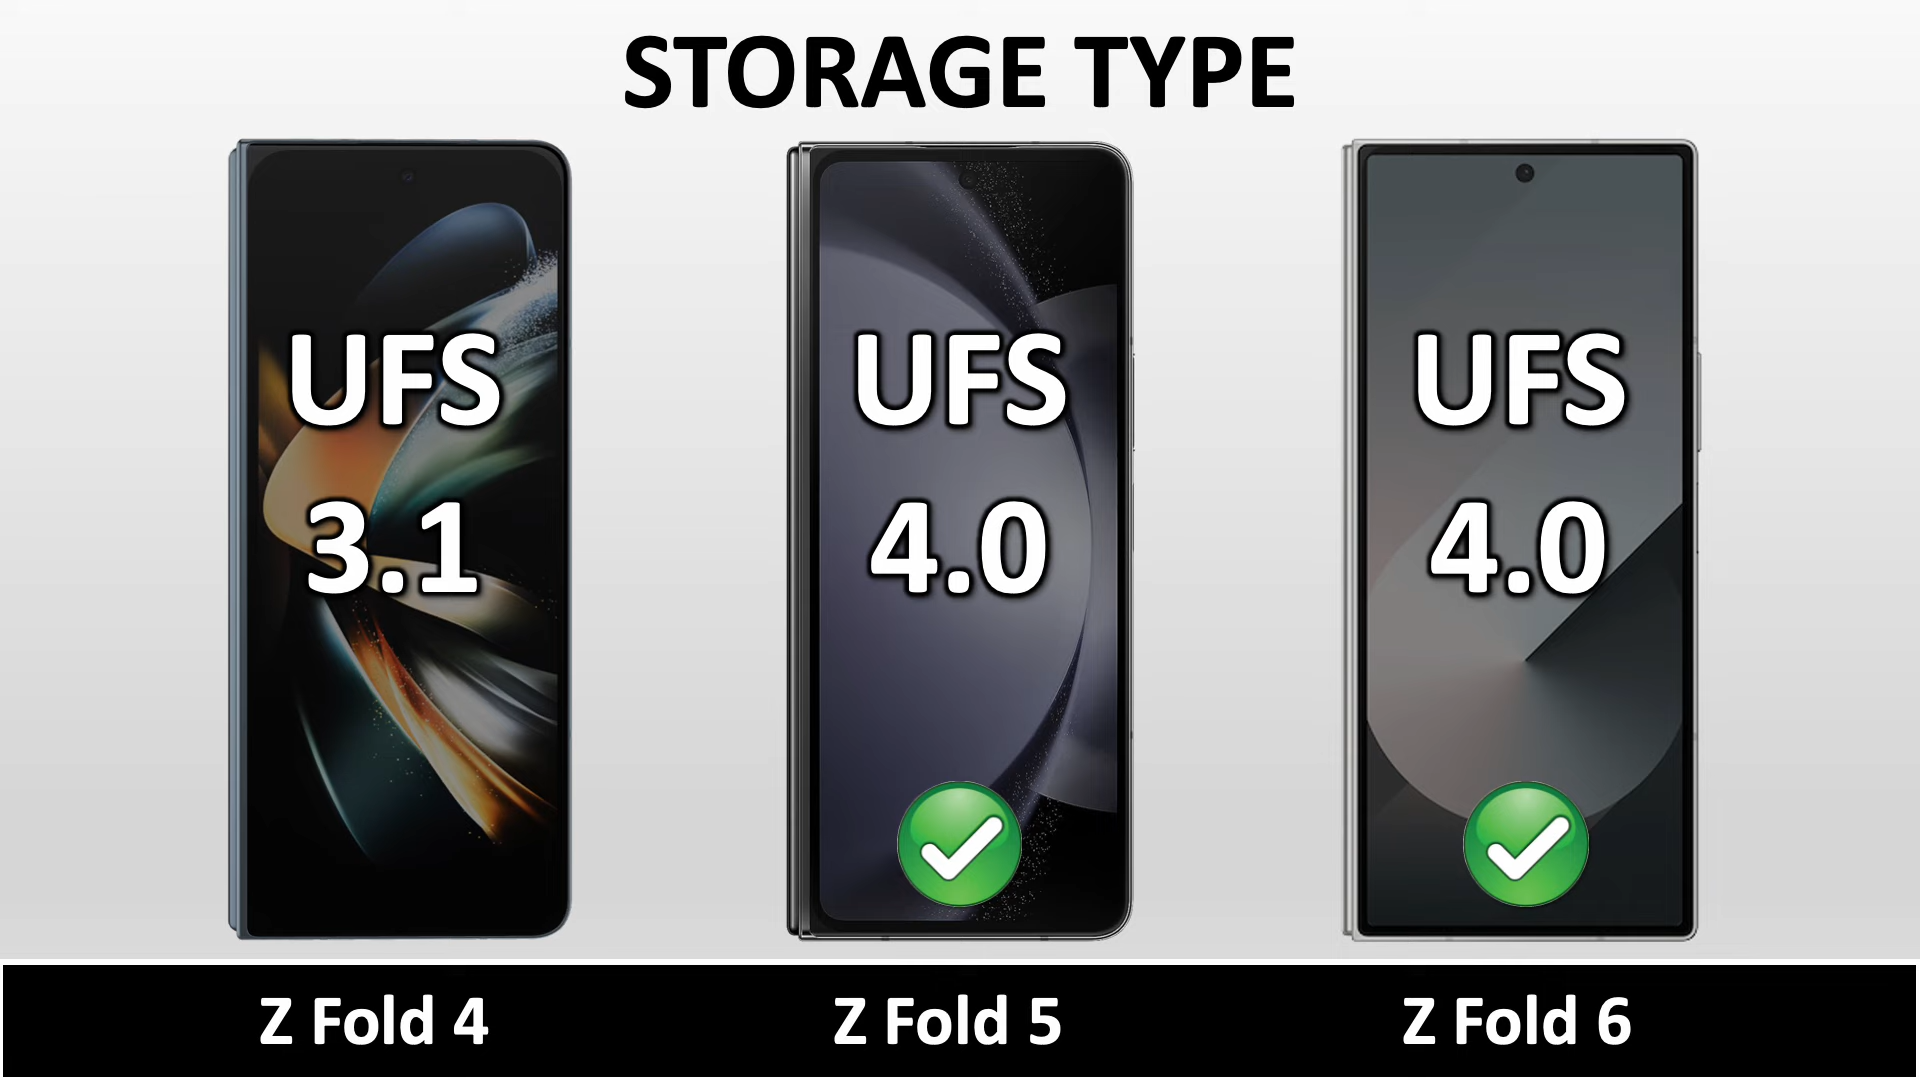 STORAGE TYPE
UFS
3.1
UFS
4.0
UFS
4.0
Z Fold 4
Z Fold 5
Z Fold 6